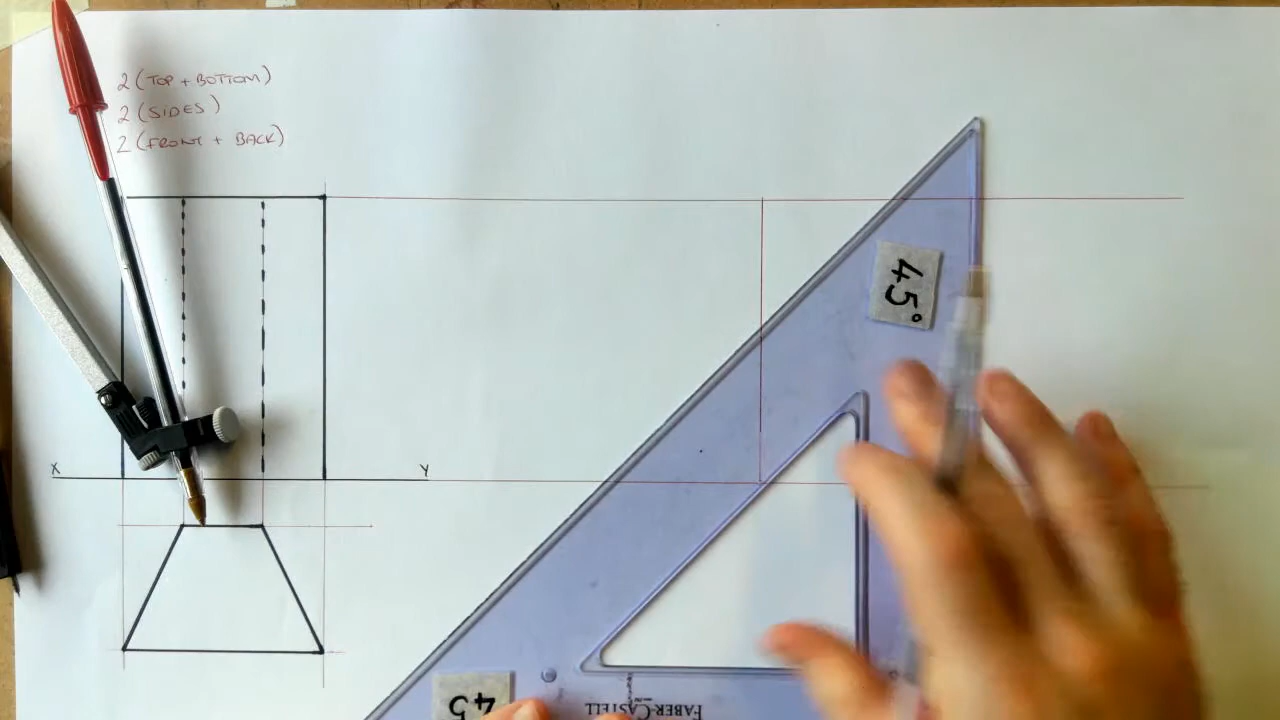 2 (TOP + BOTTOM)
2 (SIDES)
2 (FRONT + BACK)
45°
X
Y
45
FABER-CASTELL